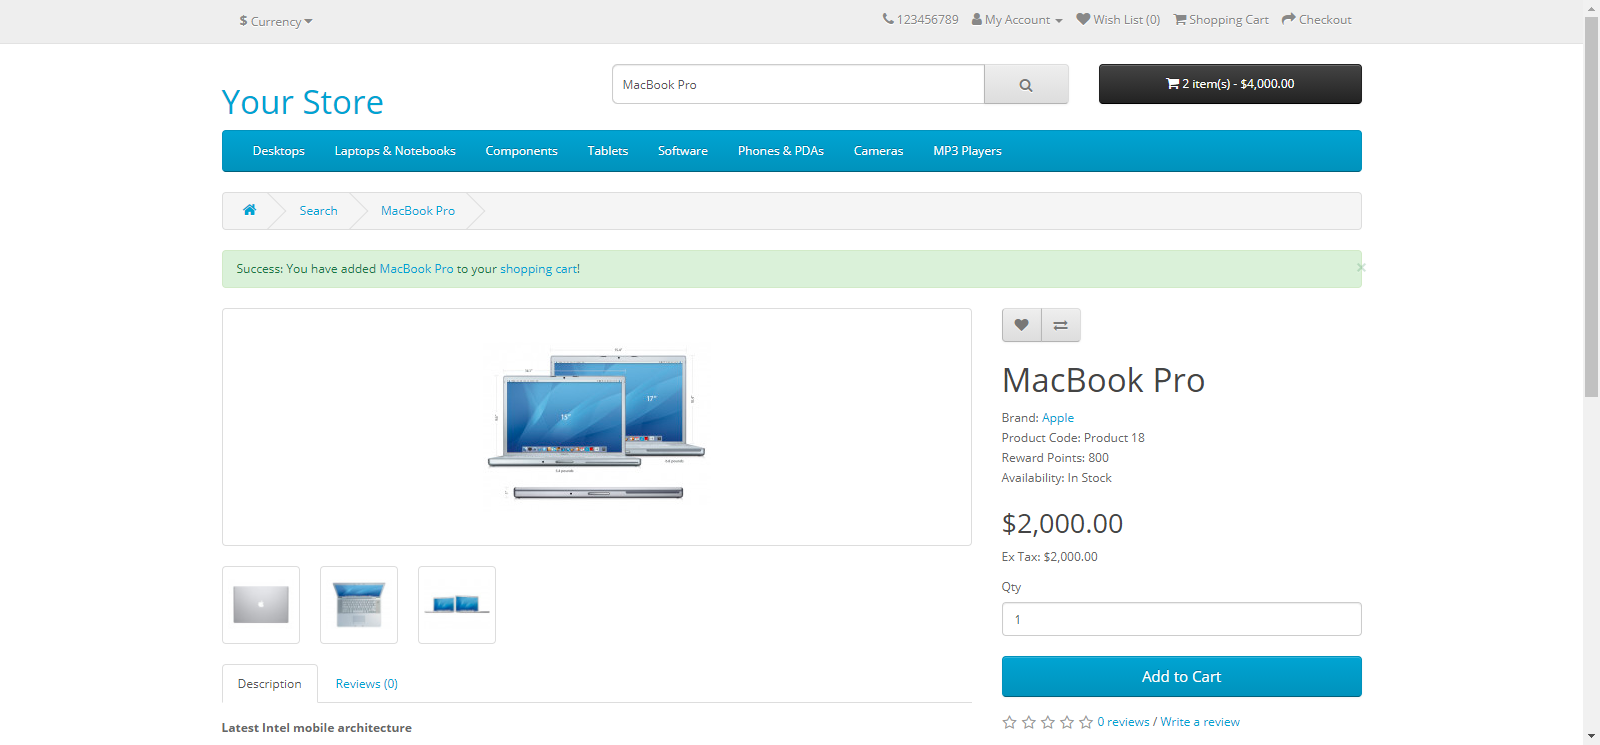 $ Currency
123456789 My Account Wish List (0) Shopping Cart Checkout
Your Store
MacBook Pro
2 item(s) - $4,000.00
Desktops Laptops & Notebooks Components Tablets Software Phones & PDAs Cameras MP3 Players
Search MacBook Pro
Success: You have added MacBook Pro to your shopping cart!
×
15"
17"
MacBook Pro
Brand: Apple
Product Code: Product 18
Reward Points: 800
Availability: In Stock
$2,000.00
Ex Tax: $2,000.00
Qty
1
Add to Cart
0 reviews / Write a review
Description Reviews (0)
Latest Intel mobile architecture